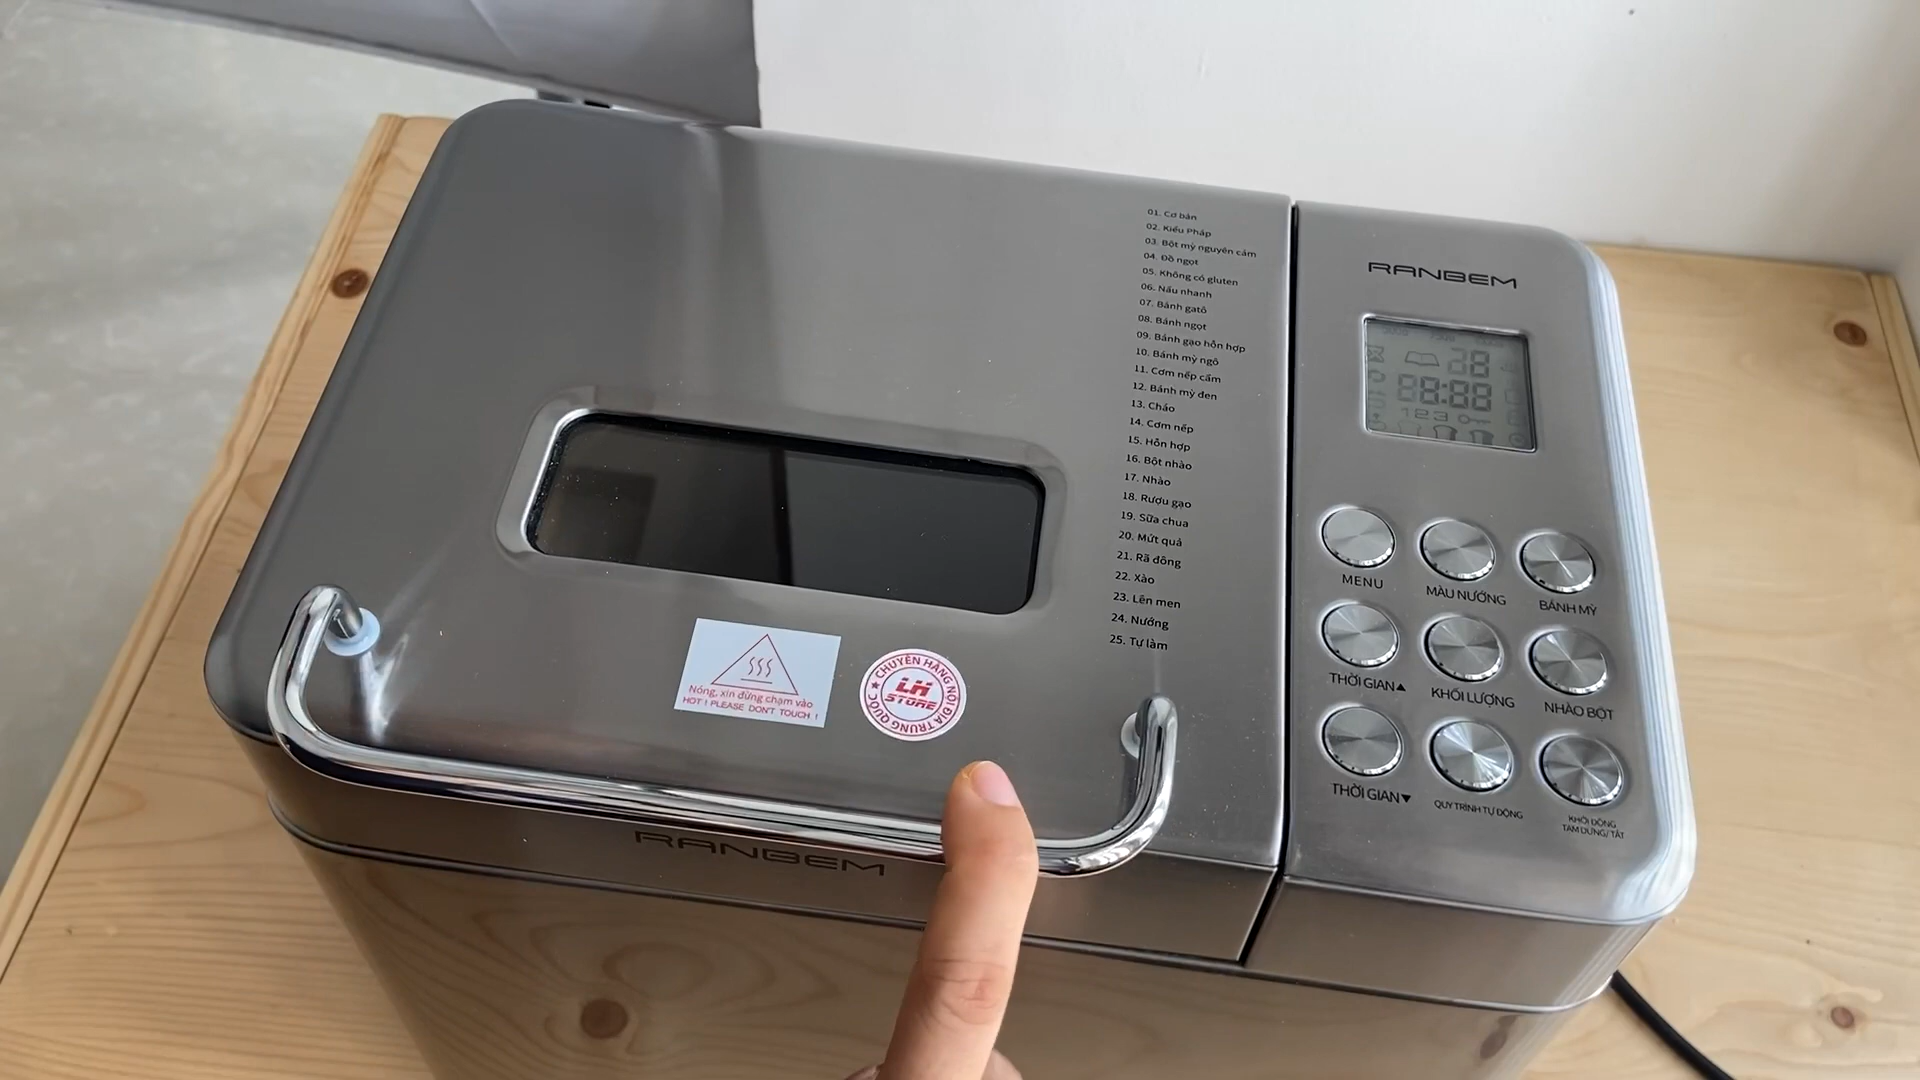 01. Cơ bản
02. Kiểu Pháp
03. Bột mỳ nguyên cám
04. Đồ ngọt
05. Không có gluten
06. Nấu nhanh
07. Bánh gatô
08. Bánh ngọt
09. Bánh gạo hỗn hợp
10. Bánh mỳ ngô
11. Cơm nếp cẩm
12. Bánh mỳ đen
13. Cháo
14. Cơm nếp
15. Hỗn hợp
16. Bột nhào
17. Nhào
18. Rượu gạo
19. Sữa chua
20. Mứt quả
21. Rã đông
22. Xào
23. Lên men
24. Nướng
25. Tự làm
RANBEM
38
88:88
123
MENU
MÀU NƯỚNG
BÁNH MỲ
THỜI GIAN▲
KHỐI LƯỢNG
NHÀO BỘT
THỜI GIAN▼
QUY TRÌNH TỰ ĐỘNG
KHỞI ĐỘNG
TẠM DỪNG/ TẮT
Nóng, xin đừng chạm vào
HOT ! PLEASE DON'T TOUCH !
★ CHUYÊN HÀNG NỘI ĐỊA TRUNG QUỐC
LH
STORE
RANBEM